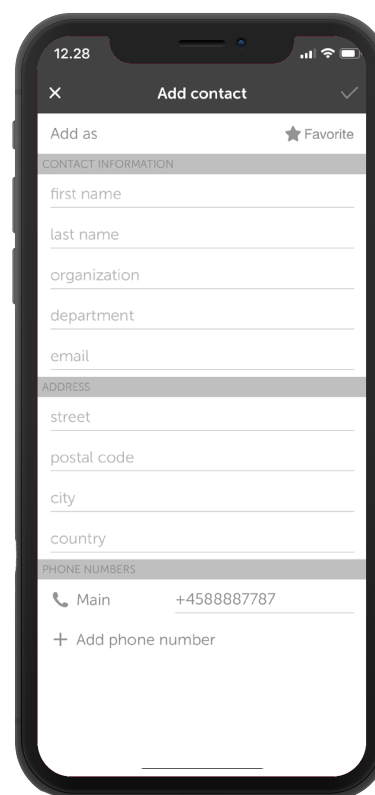 12.28
Add contact
Add as Favorite
CONTACT INFORMATION
first name
last name
organization
department
email
ADDRESS
street
postal code
city
country
PHONE NUMBERS
Main +4588887787
+ Add phone number